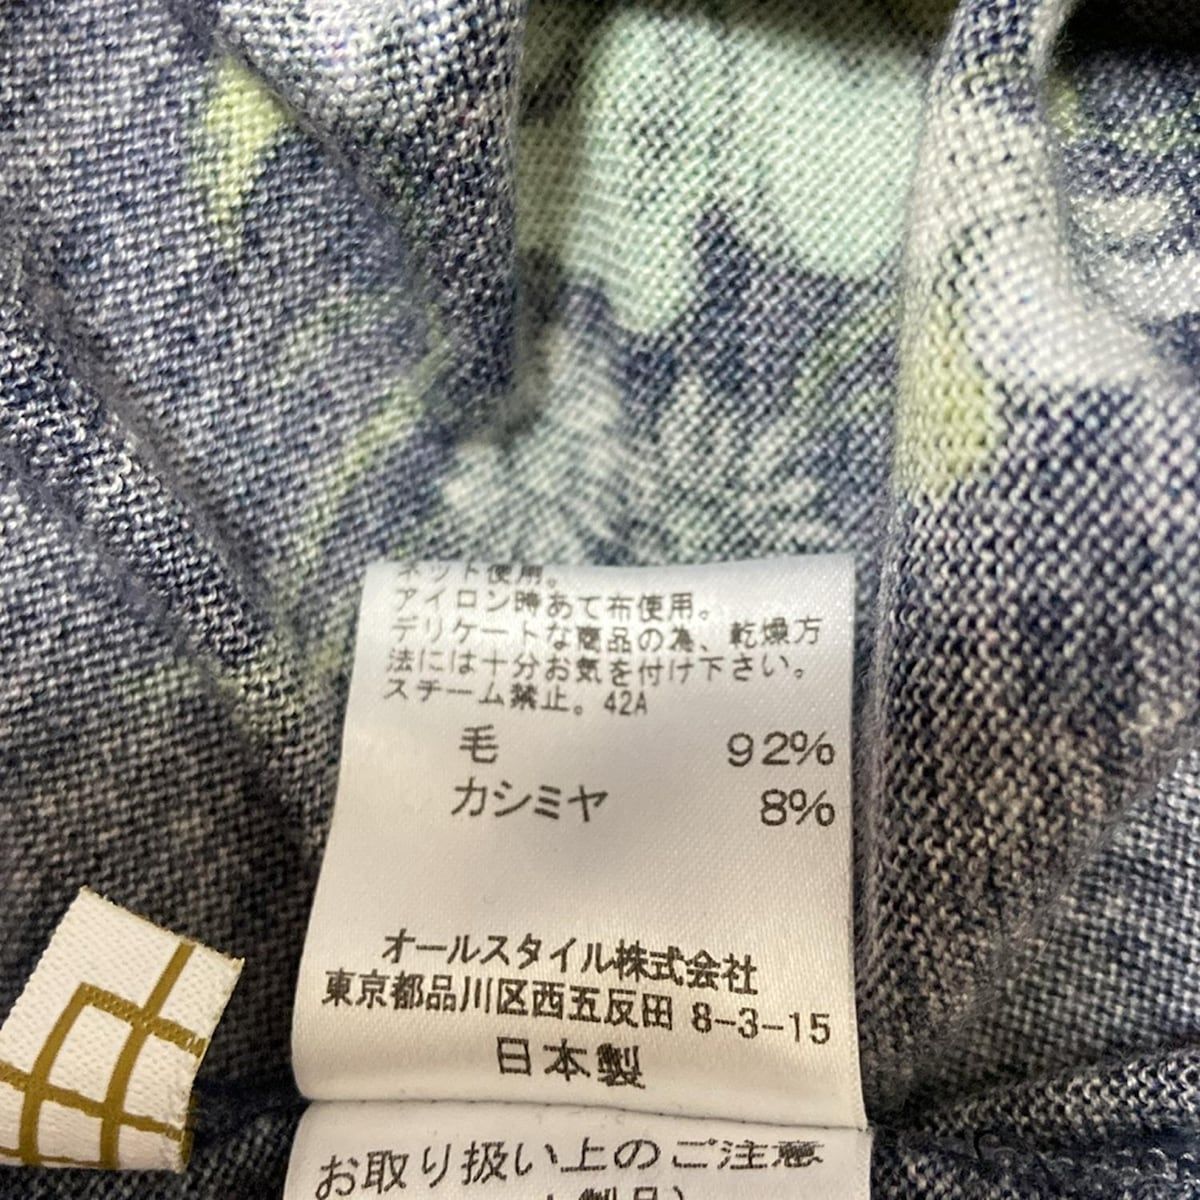 ネット使用。
アイロン時あて布使用。
デリケートな商品の為、乾燥方
法には十分お気を付け下さい。
スチーム禁止。42A
毛 92%
カシミヤ 8%
オールスタイル株式会社
東京都品川区西五反田 8-3-15
日本製
お取り扱い上のご注意
製品)